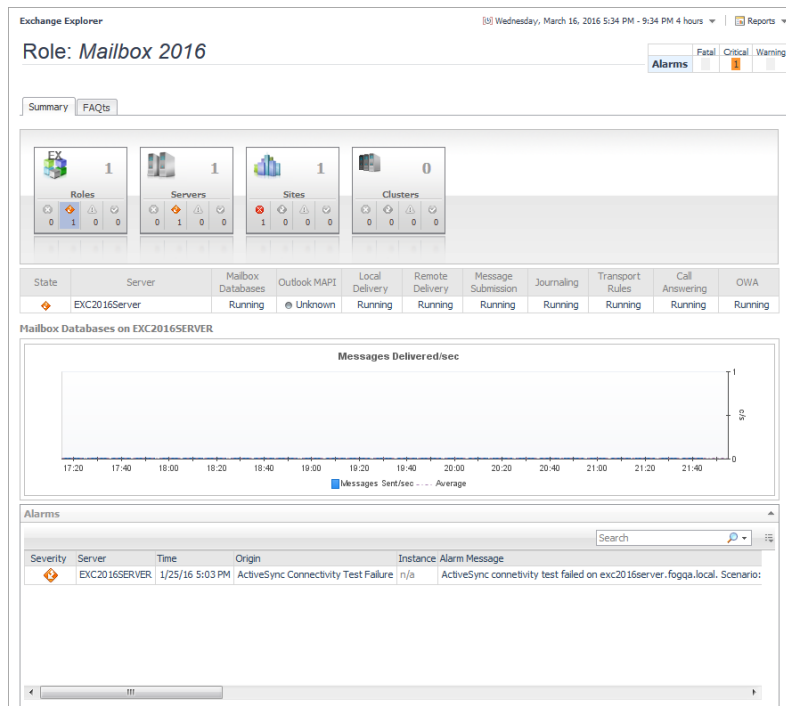 Exchange Explorer
Wednesday, March 16, 2016 5:34 PM - 9:34 PM 4 hours
Reports
Role: Mailbox 2016
Fatal Critical Warning
Alarms 1
Summary FAQts
EX 1 1 1 0
Roles Servers Sites Clusters
0 1 0 0 0 1 0 0 1 0 0 0 0 0 0 0
State Server Mailbox Databases Outlook MAPI Local Delivery Remote Delivery Message Submission Journaling Transport Rules Call Answering OWA
EXC2016Server Running Unknown Running Running Running Running Running Running Running
Mailbox Databases on EXC2016SERVER
Messages Delivered/sec
1
c/s
0
17:20 17:40 18:00 18:20 18:40 19:00 19:20 19:40 20:00 20:20 20:40 21:00 21:20 21:40
Messages Sent/sec Average
Alarms
Search
Severity Server Time Origin Instance Alarm Message
EXC2016SERVER 1/25/16 5:03 PM ActiveSync Connectivity Test Failure n/a ActiveSync connetivity test failed on exc2016server.fogqa.local. Scenario: